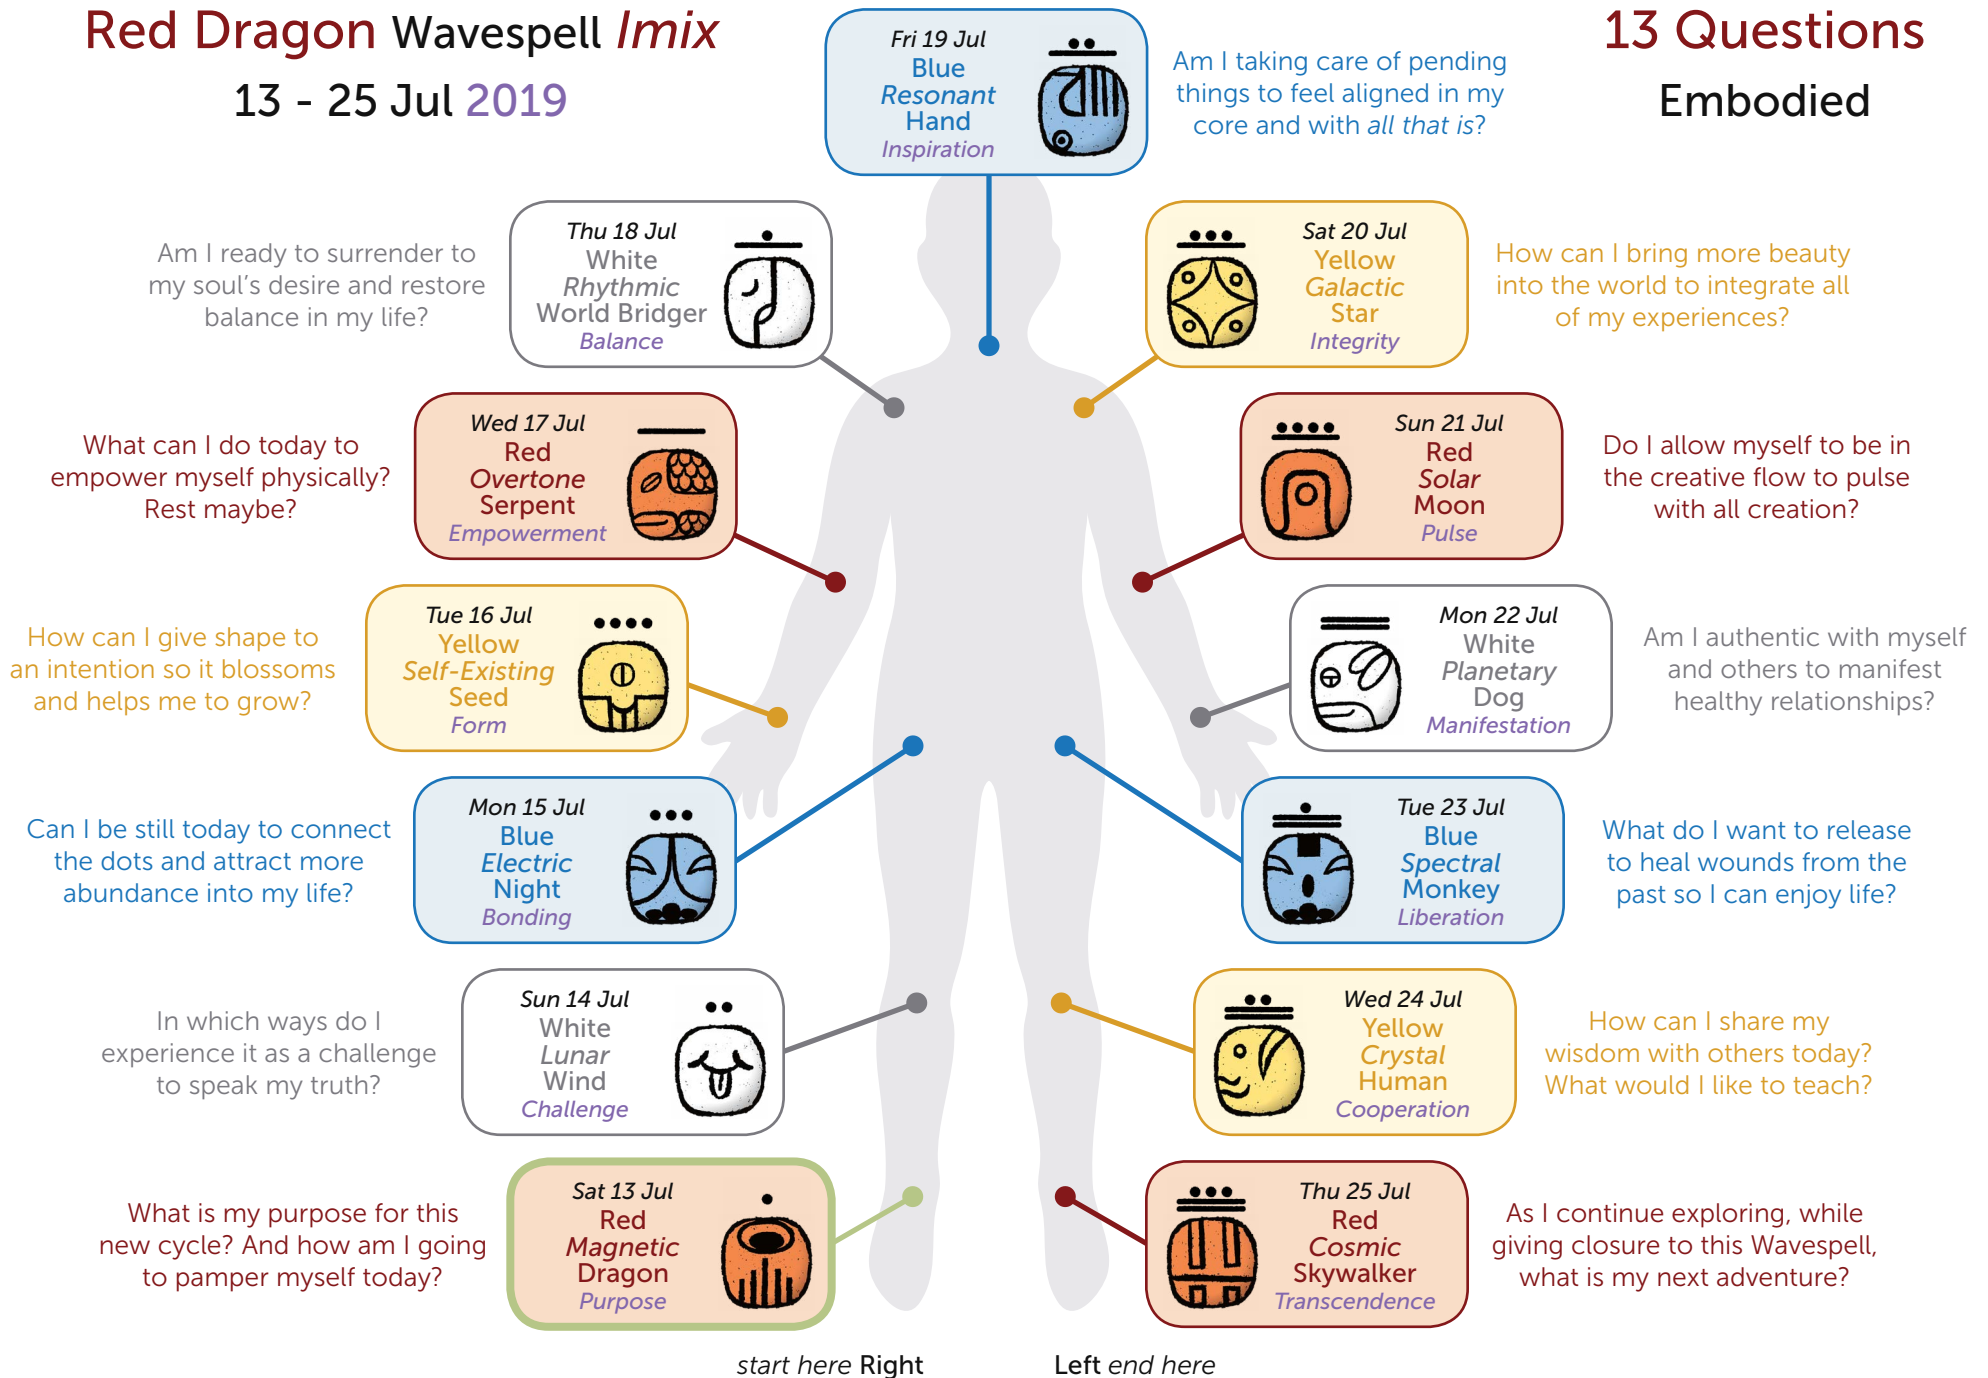 Red Dragon Wavespell Imix
13 - 25 Jul 2019
13 Questions
Embodied
Fri 19 Jul
Blue
Resonant
Hand
Inspiration
Am I taking care of pending
things to feel aligned in my
core and with all that is?
Am I ready to surrender to
my soul's desire and restore
balance in my life?
Thu 18 Jul
White
Rhythmic
World Bridger
Balance
Sat 20 Jul
Yellow
Galactic
Star
Integrity
How can I bring more beauty
into the world to integrate all
of my experiences?
What can I do today to
empower myself physically?
Rest maybe?
Wed 17 Jul
Red
Overtone
Serpent
Empowerment
Sun 21 Jul
Red
Solar
Moon
Pulse
Do I allow myself to be in
the creative flow to pulse
with all creation?
How can I give shape to
an intention so it blossoms
and helps me to grow?
Tue 16 Jul
Yellow
Self-Existing
Seed
Form
Mon 22 Jul
White
Planetary
Dog
Manifestation
Am I authentic with myself
and others to manifest
healthy relationships?
Can I be still today to connect
the dots and attract more
abundance into my life?
Mon 15 Jul
Blue
Electric
Night
Bonding
Tue 23 Jul
Blue
Spectral
Monkey
Liberation
What do I want to release
to heal wounds from the
past so I can enjoy life?
In which ways do I
experience it as a challenge
to speak my truth?
Sun 14 Jul
White
Lunar
Wind
Challenge
Wed 24 Jul
Yellow
Crystal
Human
Cooperation
How can I share my
wisdom with others today?
What would I like to teach?
What is my purpose for this
new cycle? And how am I going
to pamper myself today?
Sat 13 Jul
Red
Magnetic
Dragon
Purpose
Thu 25 Jul
Red
Cosmic
Skywalker
Transcendence
As I continue exploring, while
giving closure to this Wavespell,
what is my next adventure?
start here Right
Left end here